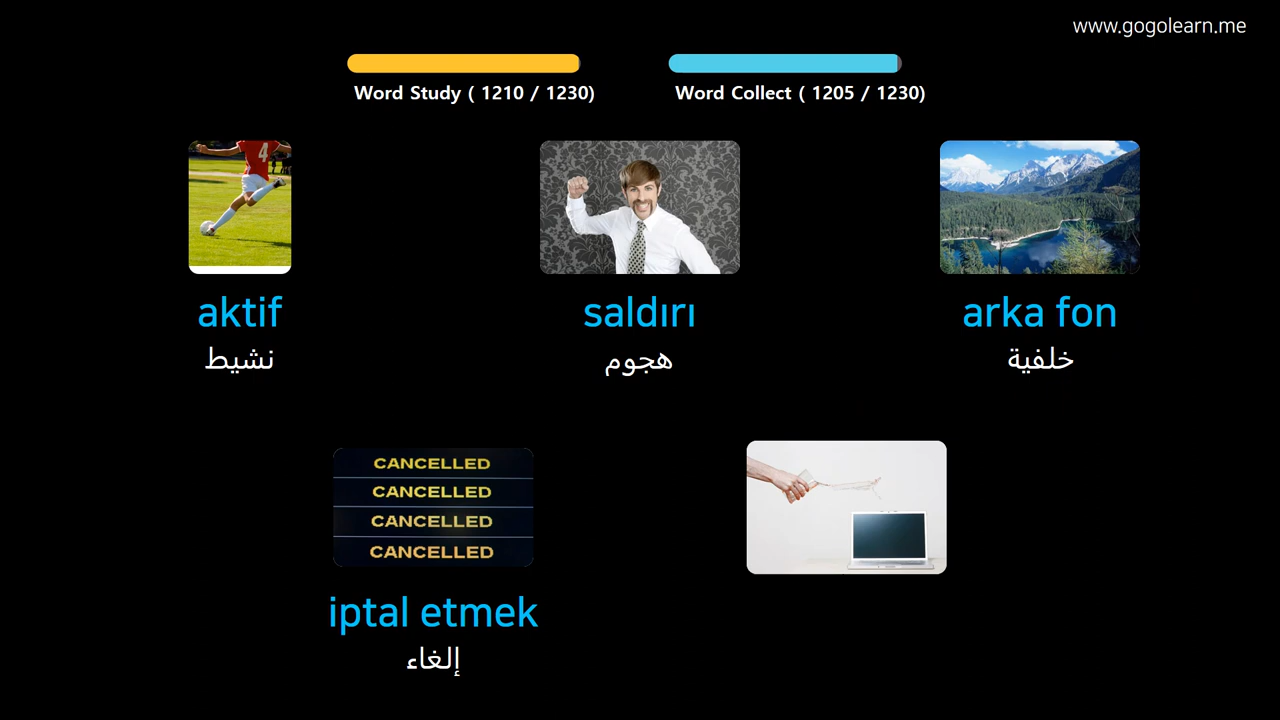 www.gogolearn.me
Word Study ( 1210 / 1230)
Word Collect ( 1205 / 1230)
4
aktif
نشيط
saldırı
هجوم
arka fon
خلفية
CANCELLED
CANCELLED
CANCELLED
CANCELLED
iptal etmek
إلغاء